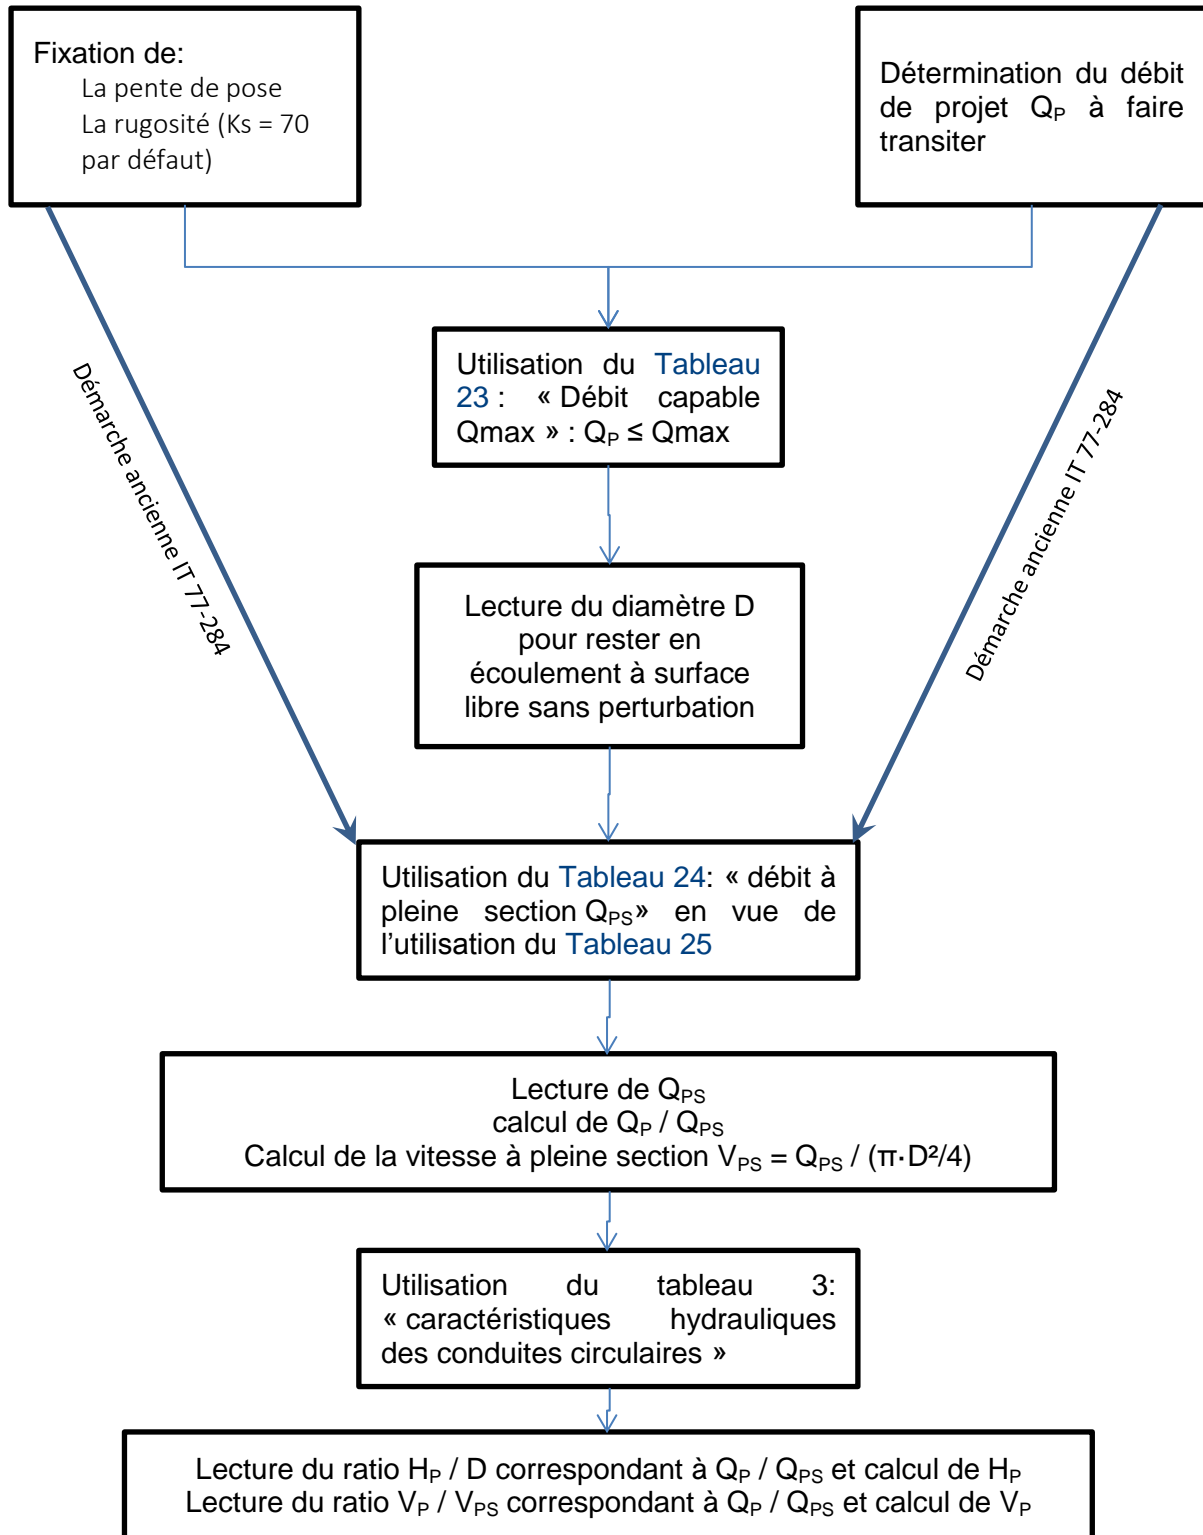 Fixation de:
La pente de pose
La rugosité (Ks = 70
par défaut)
Détermination du débit
de projet QP à faire
transiter
Utilisation du Tableau
23 : « Débit capable
Qmax » : QP ≤ Qmax
Démarche ancienne IT 77-284
Démarche ancienne IT 77-284
Lecture du diamètre D
pour rester en
écoulement à surface
libre sans perturbation
Utilisation du Tableau 24: « débit à
pleine section QPS» en vue de
l’utilisation du Tableau 25
Lecture de QPS
calcul de QP / QPS
Calcul de la vitesse à pleine section VPS = QPS / (π·D²/4)
Utilisation du tableau 3:
« caractéristiques hydrauliques
des conduites circulaires »
Lecture du ratio HP / D correspondant à QP / QPS et calcul de HP
Lecture du ratio VP / VPS correspondant à QP / QPS et calcul de VP